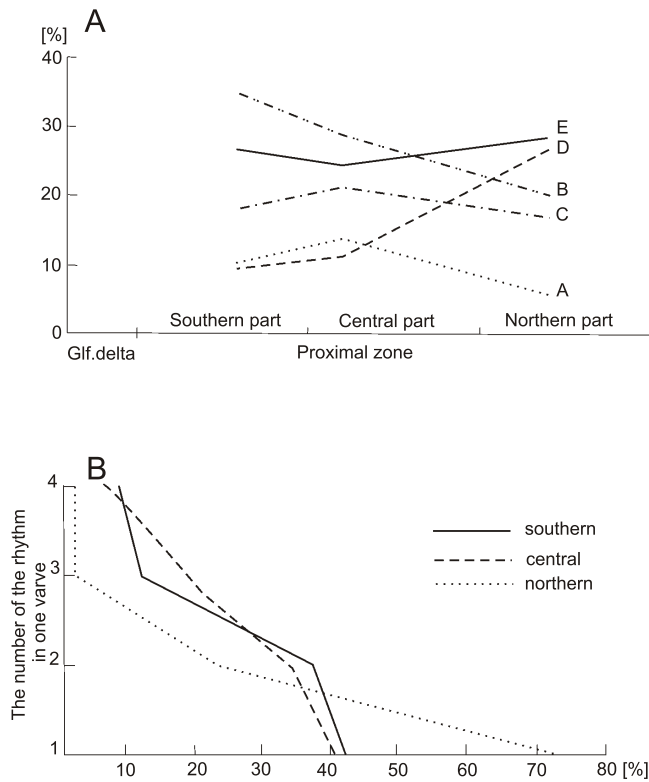 A
[%]
40
30
20
10
0
E
D
B
C
A
Southern part Central part Northern part
Glf.delta Proximal zone
B
The number of the rhythm
in one varve
4
3
2
1
southern
central
northern
10 20 30 40 50 60 70 80 [%]